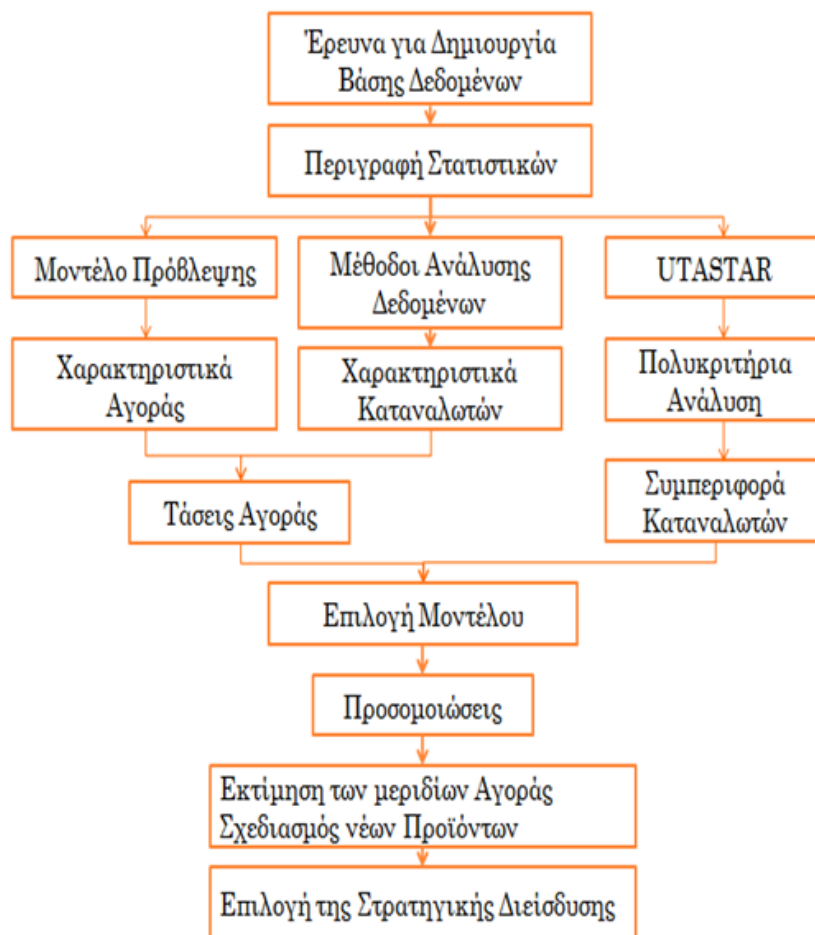 Έρευνα για Δημιουργία
Βάσης Δεδομένων
Περιγραφή Στατιστικών
Μοντέλο Πρόβλεψης
Μέθοδοι Ανάλυσης
Δεδομένων
UTASTAR
Χαρακτηριστικά
Αγοράς
Χαρακτηριστικά
Καταναλωτών
Πολυκριτήρια
Ανάλυση
Τάσεις Αγοράς
Συμπεριφορά
Καταναλωτών
Επιλογή Μοντέλου
Προσομοιώσεις
Εκτίμηση των μεριδίων Αγοράς
Σχεδιασμός νέων Προϊόντων
Επιλογή της Στρατηγικής Διείσδυσης